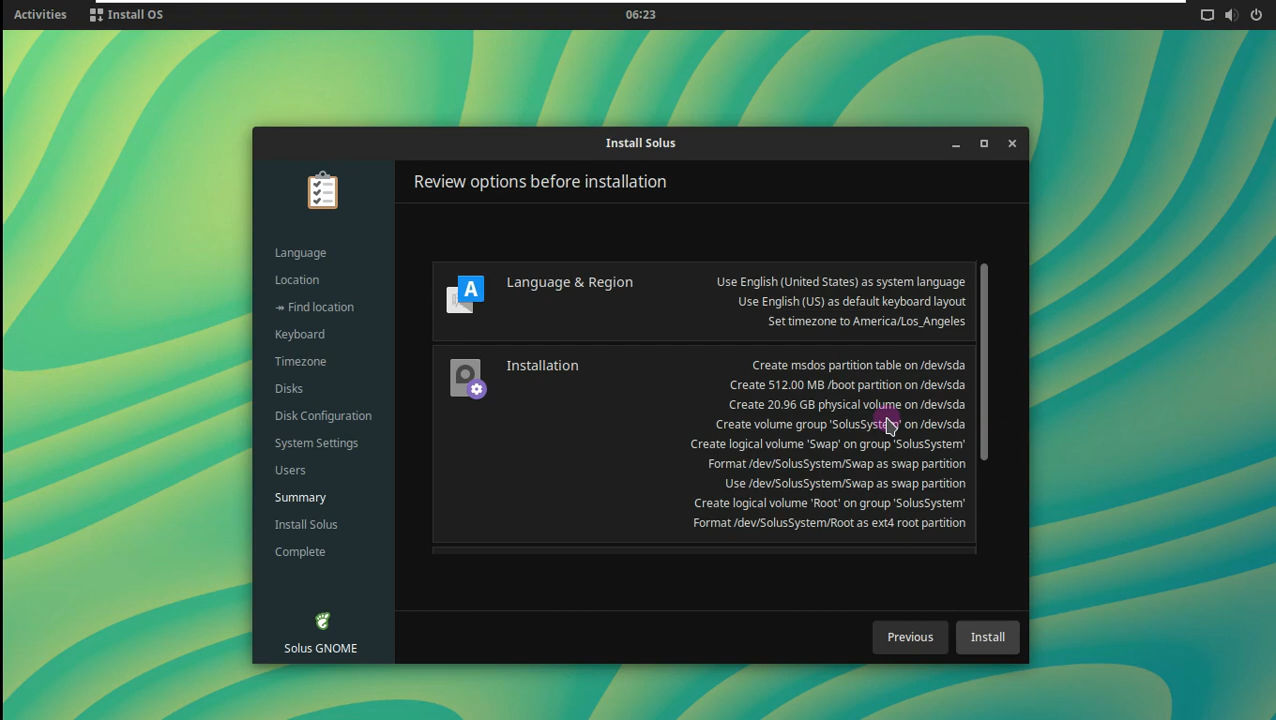 Activities
Install OS
06:23
Install Solus
Review options before installation
Language
Location
↠ Find location
Keyboard
Timezone
Disks
Disk Configuration
System Settings
Users
Summary
Install Solus
Complete
Solus GNOME
A
Language & Region
Use English (United States) as system language
Use English (US) as default keyboard layout
Set timezone to America/Los_Angeles
Installation
Create msdos partition table on /dev/sda
Create 512.00 MB /boot partition on /dev/sda
Create 20.96 GB physical volume on /dev/sda
Create volume group 'SolusSystem' on /dev/sda
Create logical volume 'Swap' on group 'SolusSystem'
Format /dev/SolusSystem/Swap as swap partition
Use /dev/SolusSystem/Swap as swap partition
Create logical volume 'Root' on group 'SolusSystem'
Format /dev/SolusSystem/Root as ext4 root partition
Previous
Install